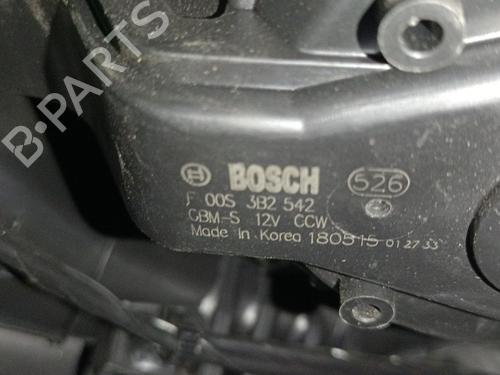 B-PARTS
BOSCH 526
F 00S 3B2 542
GBM-S 12V CCW
Made In Korea 180515 012733